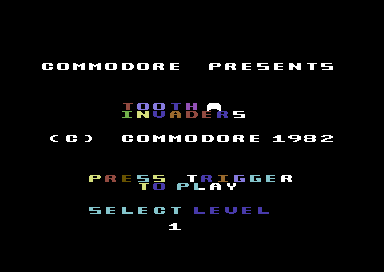 COMMODORE PRESENTS
TOOTH
INVADERS
(C) COMMODORE 1982
PRESS TRIGGER
TO PLAY
SELECT LEVEL
1